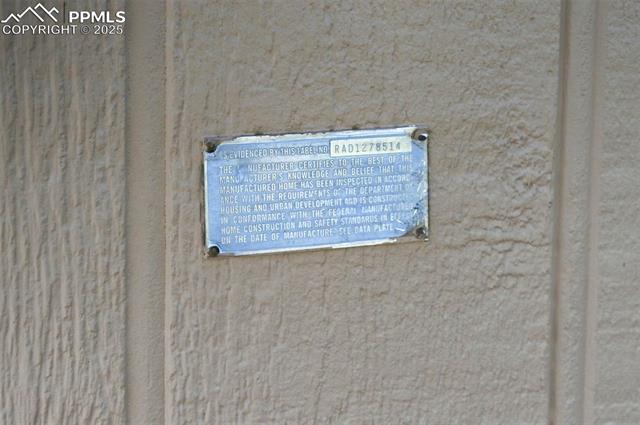 PPMLS
COPYRIGHT © 2025
AS EVIDENCED BY THIS LABEL NO. RAD1278514
THE MANUFACTURER CERTIFIES TO THE BEST OF THE
MANUFACTURER'S KNOWLEDGE AND BELIEF THAT THIS
MANUFACTURED HOME HAS BEEN INSPECTED IN ACCORD-
ANCE WITH THE REQUIREMENTS OF THE DEPARTMENT OF
HOUSING AND URBAN DEVELOPMENT AND IS CONSTRUCTED
IN CONFORMANCE WITH THE FEDERAL MANUFACTURED
HOME CONSTRUCTION AND SAFETY STANDARDS IN EFFECT
ON THE DATE OF MANUFACTURE. SEE DATA PLATE.